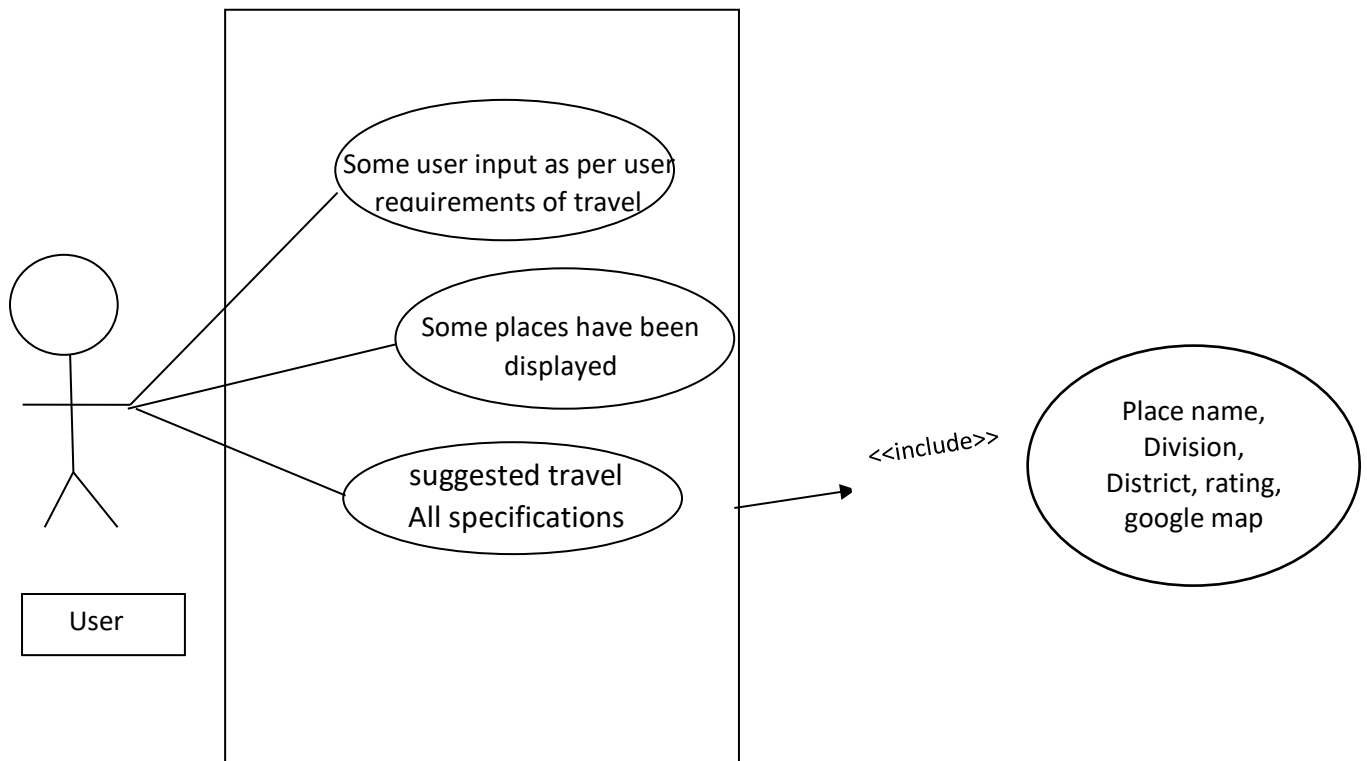 Some user input as per user
requirements of travel
Some places have been
displayed
suggested travel
All specifications
User
<<include>>
Place name,
Division,
District, rating,
google map